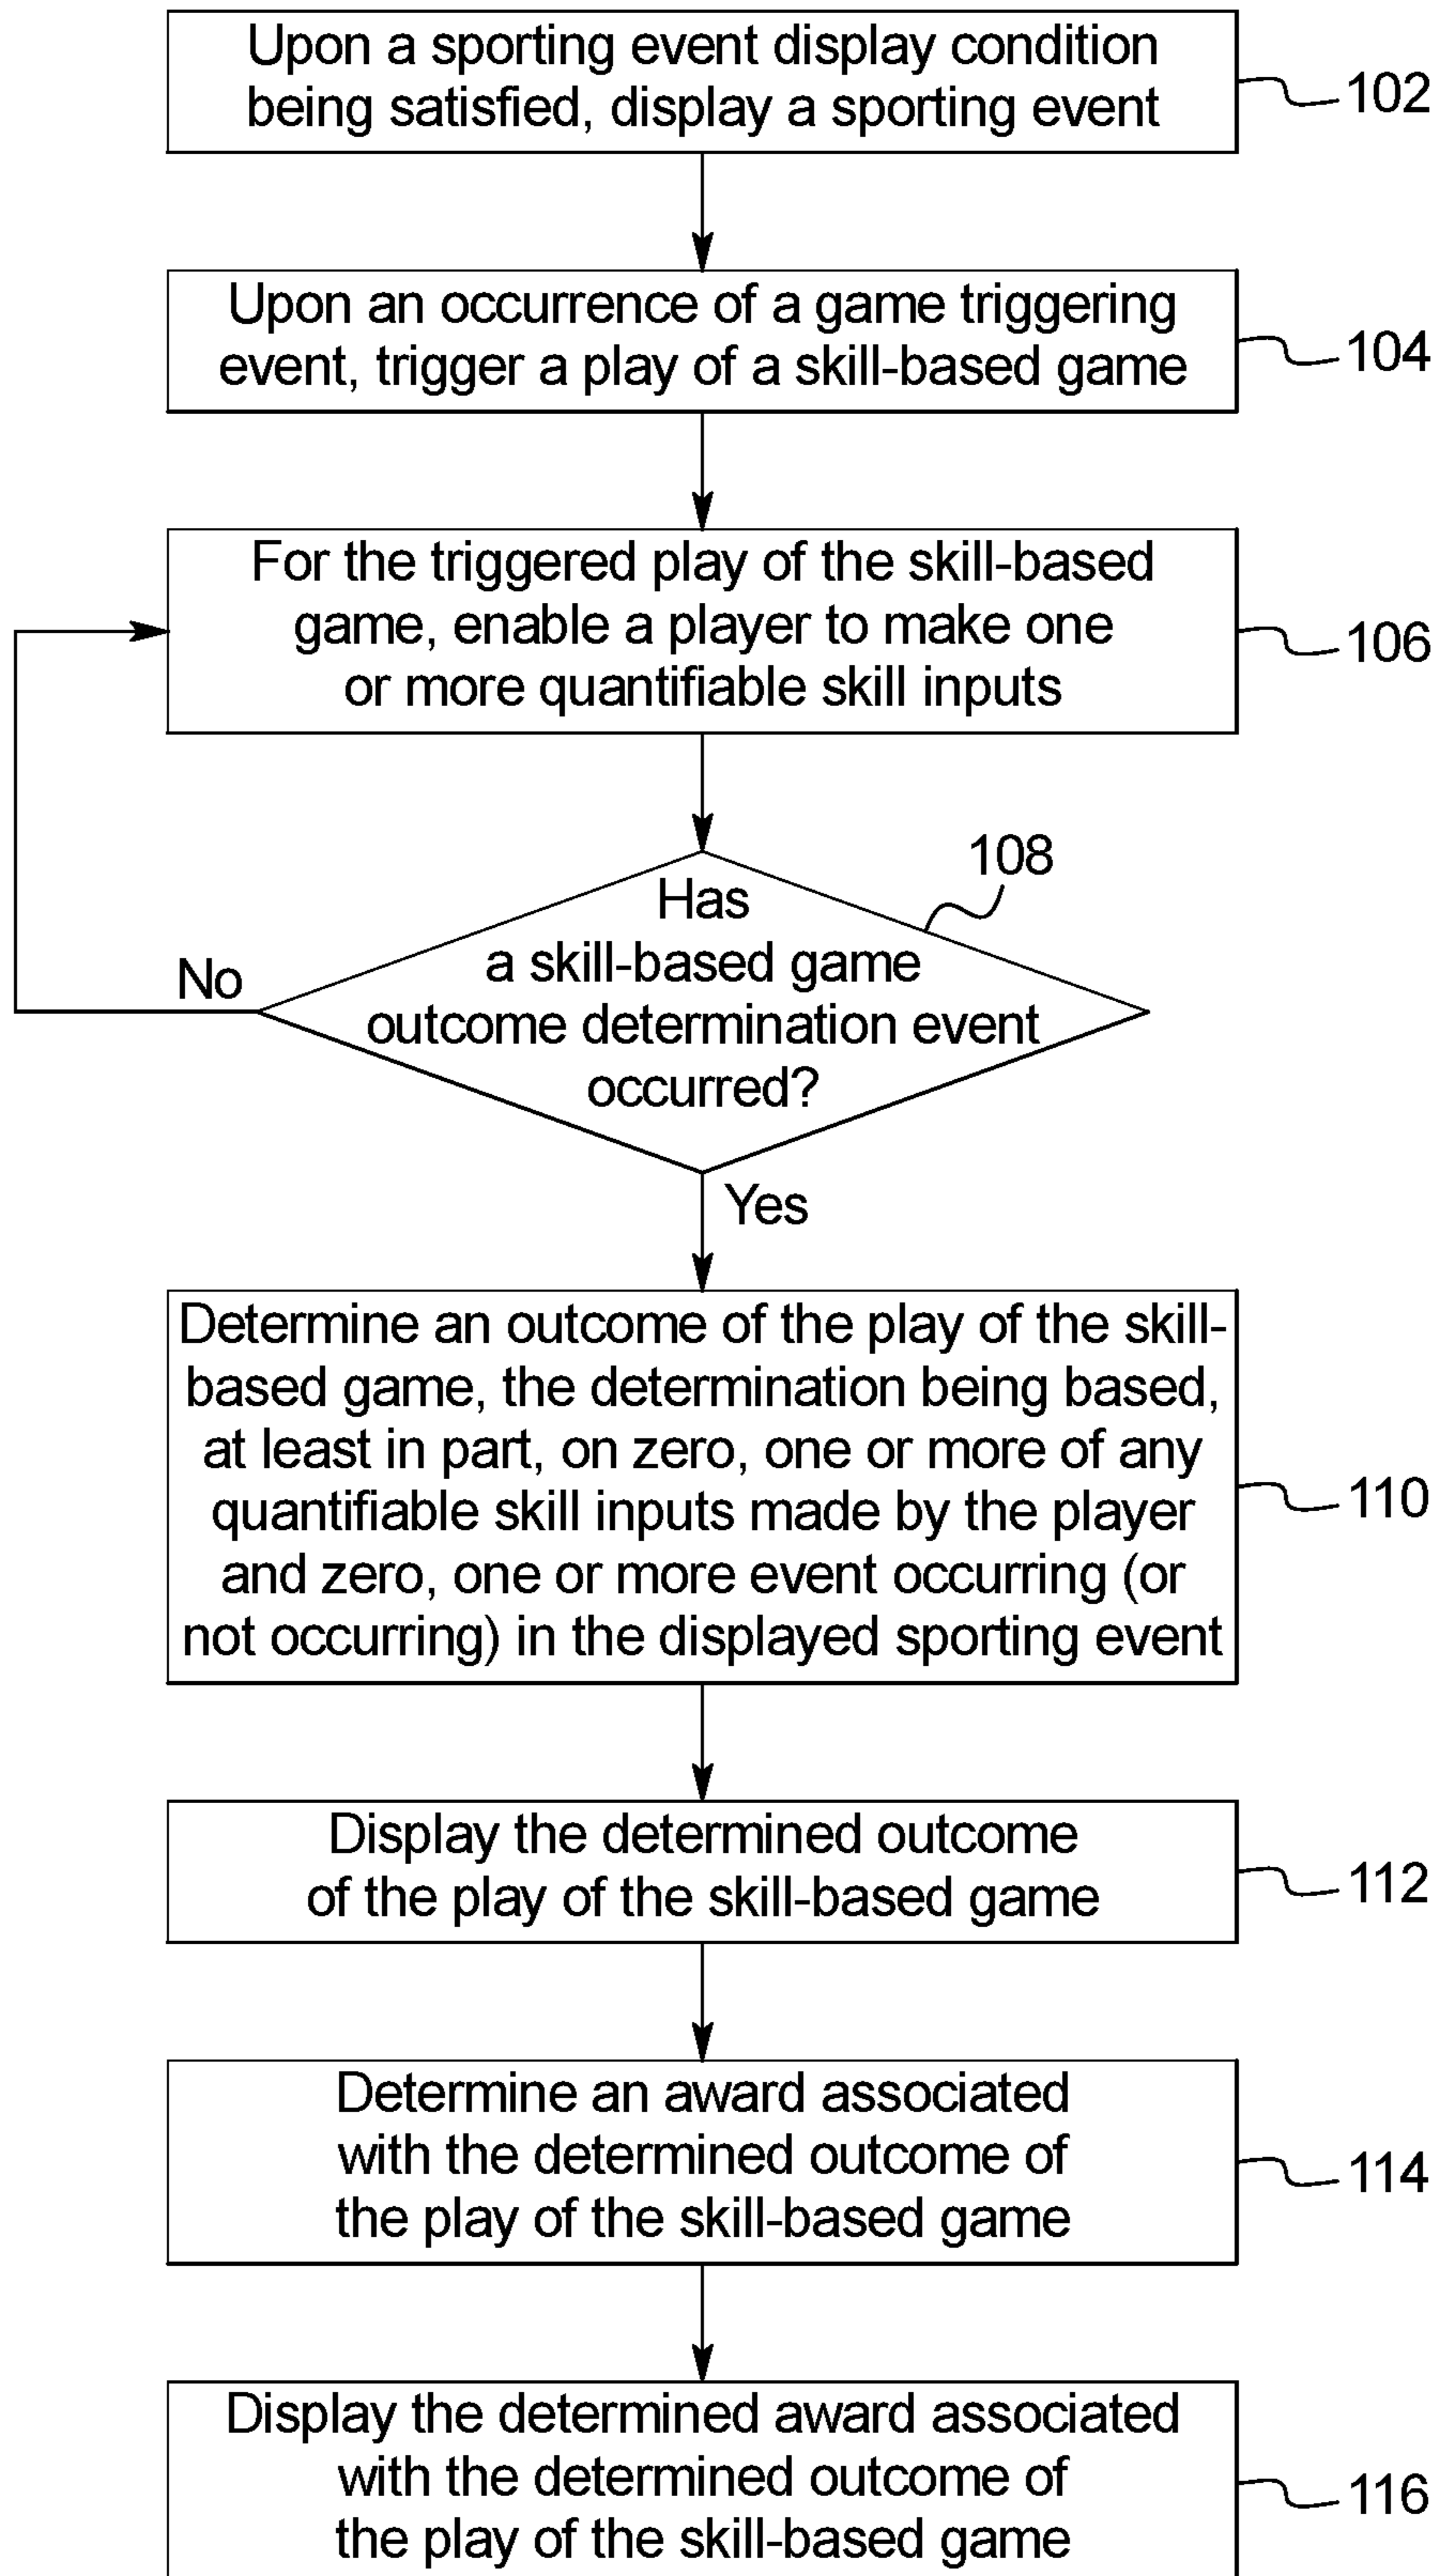 Upon a sporting event display condition
being satisfied, display a sporting event
102
Upon an occurrence of a game triggering
event, trigger a play of a skill-based game
104
For the triggered play of the skill-based
game, enable a player to make one
or more quantifiable skill inputs
106
108
Has
a skill-based game
outcome determination event
occurred?
No
Yes
Determine an outcome of the play of the skill-
based game, the determination being based,
at least in part, on zero, one or more of any
quantifiable skill inputs made by the player
and zero, one or more event occurring (or
not occurring) in the displayed sporting event
110
Display the determined outcome
of the play of the skill-based game
112
Determine an award associated
with the determined outcome of
the play of the skill-based game
114
Display the determined award associated
with the determined outcome of
the play of the skill-based game
116